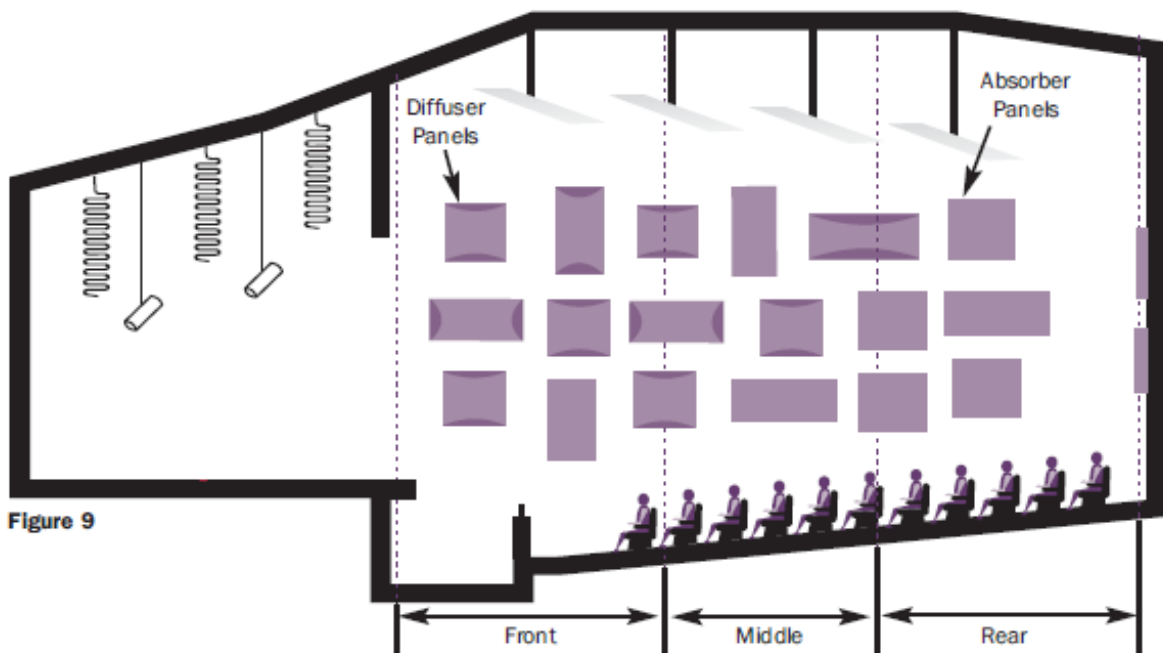 Diffuser
Panels
Absorber
Panels
Figure 9
Front
Middle
Rear